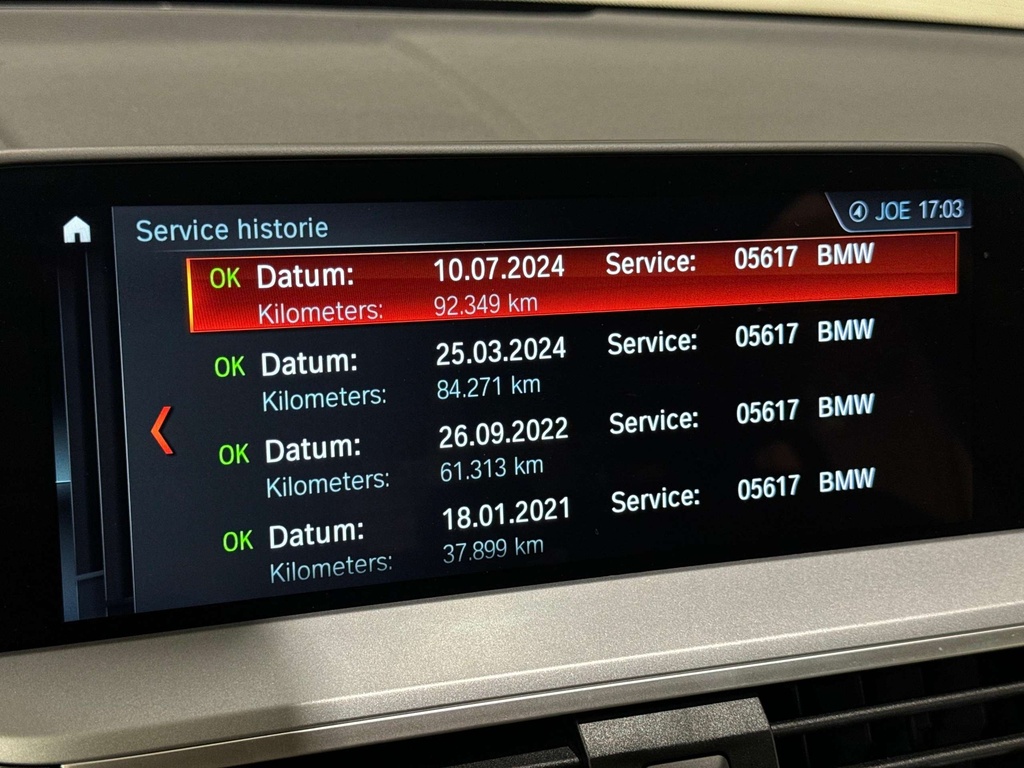 Service historie
JOE 17:03
OK Datum: 10.07.2024 Service: 05617 BMW
Kilometers: 92.349 km
OK Datum: 25.03.2024 Service: 05617 BMW
Kilometers: 84.271 km
OK Datum: 26.09.2022 Service: 05617 BMW
Kilometers: 61.313 km
OK Datum: 18.01.2021 Service: 05617 BMW
Kilometers: 37.899 km